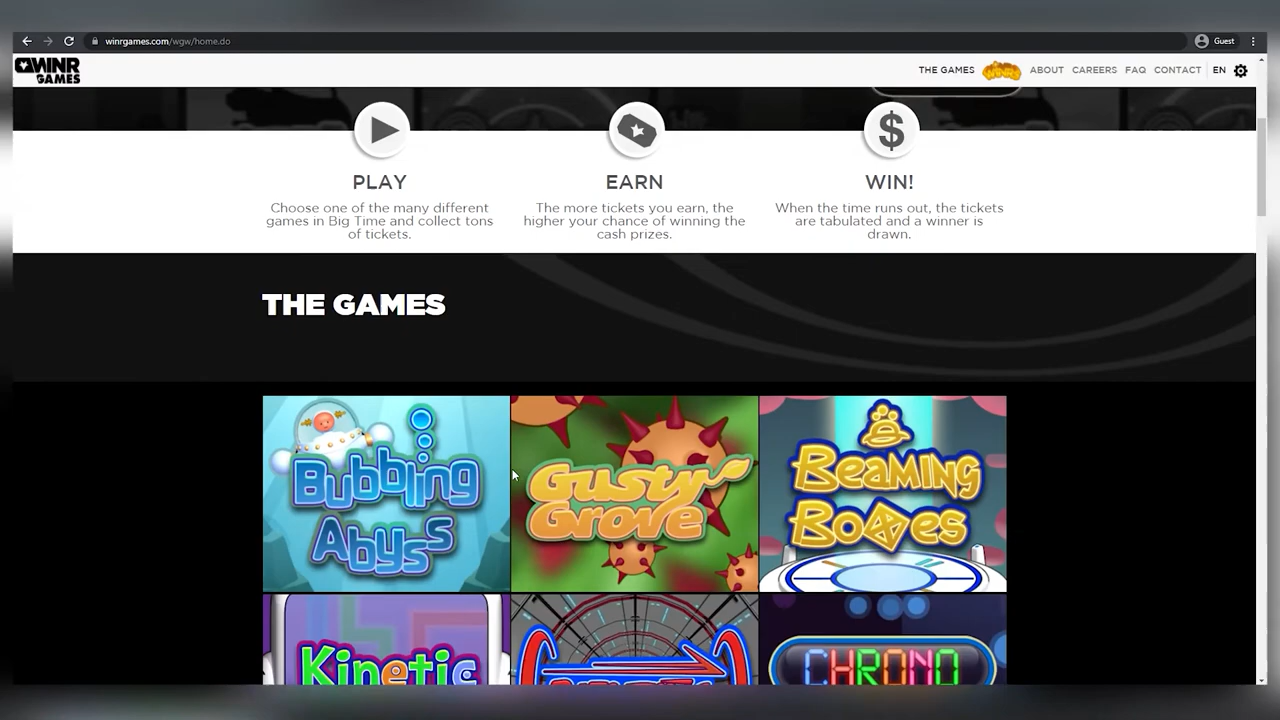 winrgames.com/wgw/home.do
Guest
WINR
GAMES
THE GAMES
WINRS
ABOUT
CAREERS
FAQ
CONTACT
EN
PLAY
Choose one of the many different
games in Big Time and collect tons
of tickets.
EARN
The more tickets you earn, the
higher your chance of winning the
cash prizes.
WIN!
When the time runs out, the tickets
are tabulated and a winner is
drawn.
THE GAMES
Bubbling
Abyss
Gusty
Grove
Beaming
Boxes
Kinetic
CHRONO